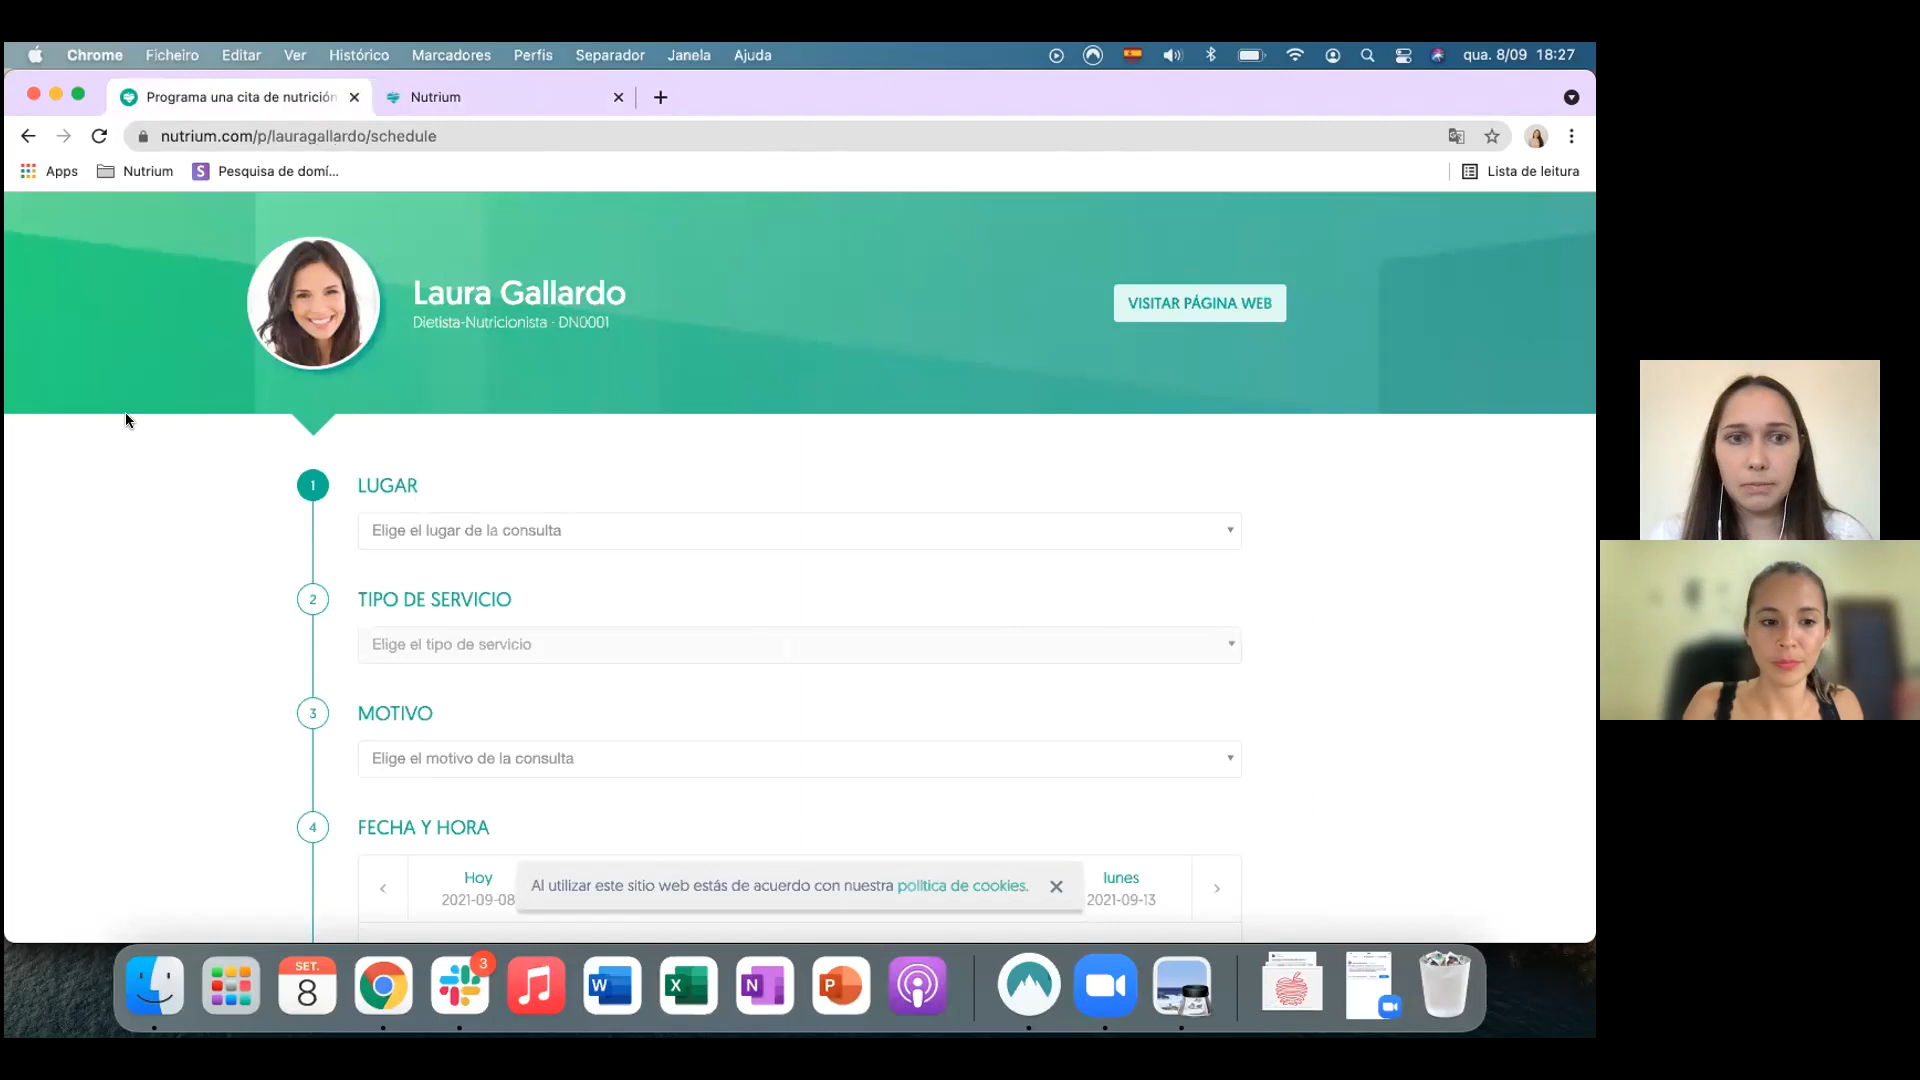 Chrome Ficheiro Editar Ver Histórico Marcadores Perfis Separador Janela Ajuda qua. 8/09 18:27
Programa una cita de nutrición
Nutrium
nutrium.com/p/lauragallardo/schedule
Apps Nutrium S Pesquisa de domí... Lista de leitura
Laura Gallardo
Dietista-Nutricionista - DN0001
VISITAR PÁGINA WEB
1 LUGAR
Elige el lugar de la consulta
2 TIPO DE SERVICIO
Elige el tipo de servicio
3 MOTIVO
Elige el motivo de la consulta
4 FECHA Y HORA
Hoy
2021-09-08
Al utilizar este sitio web estás de acuerdo con nuestra política de cookies.
lunes
2021-09-13
SET.
8
3
W
X
N
P